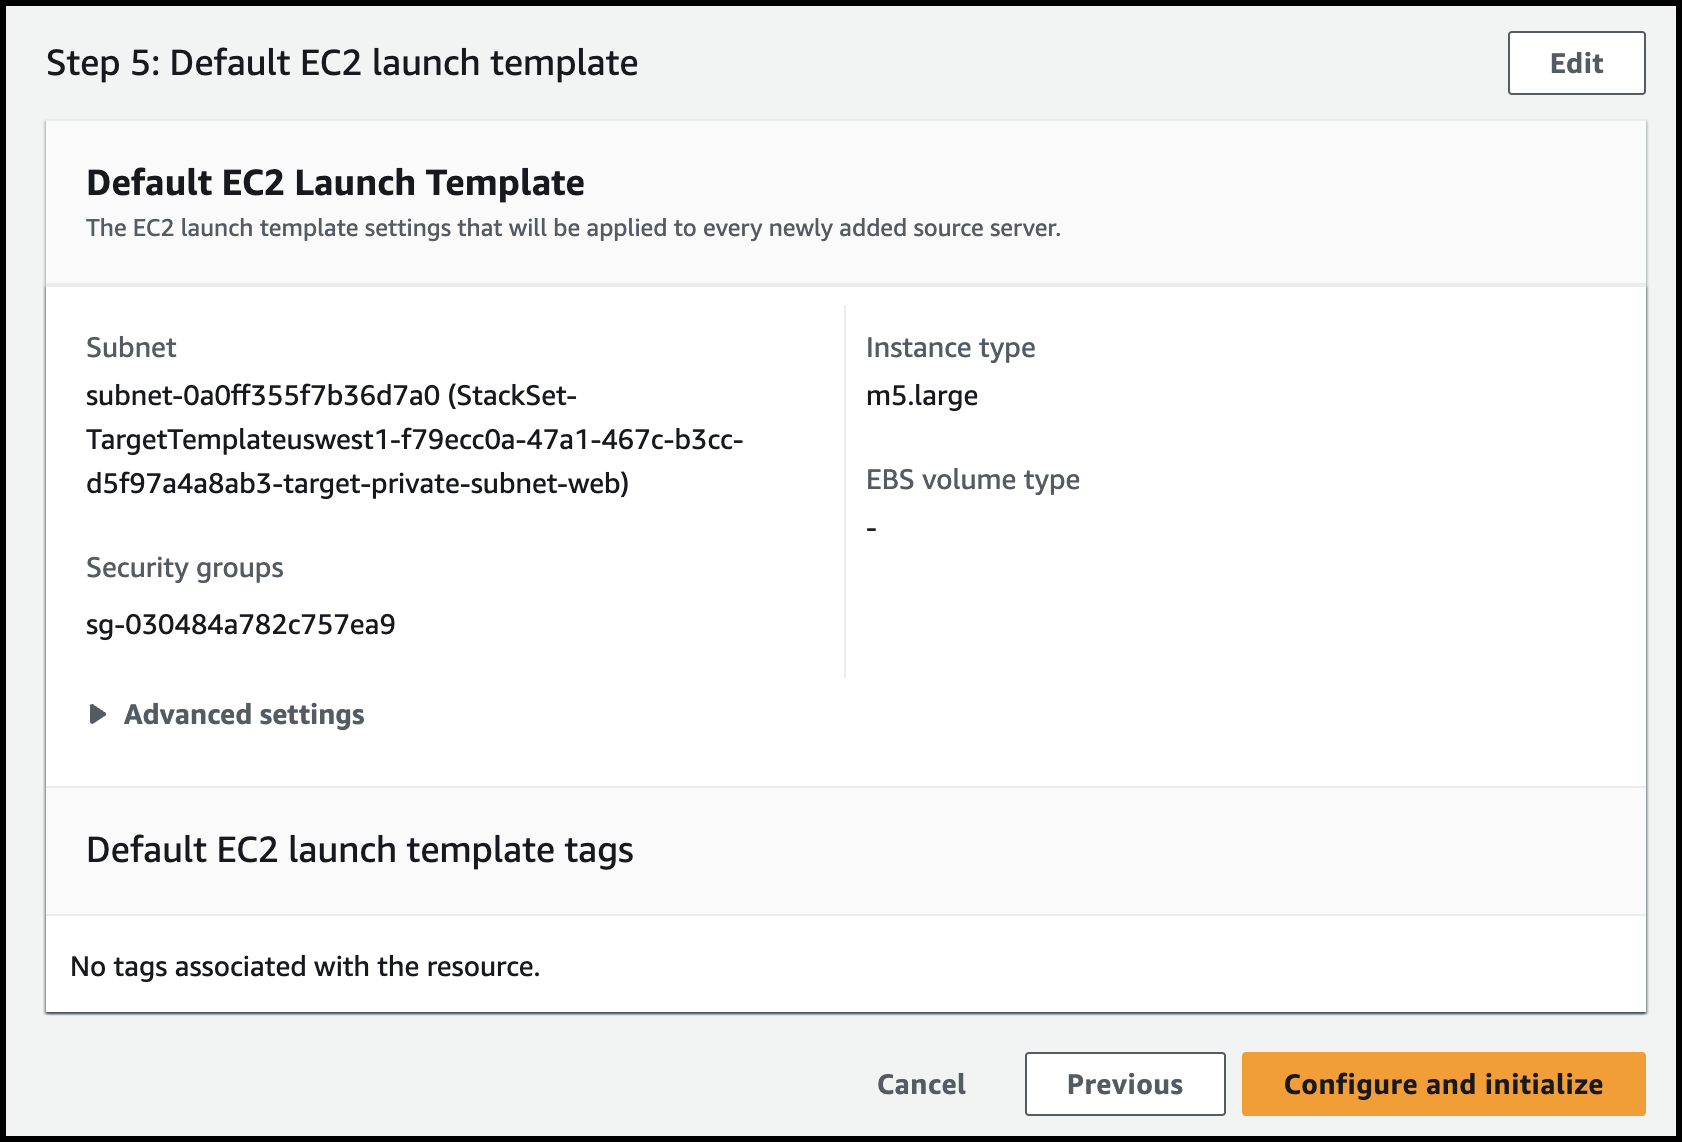 Step 5: Default EC2 launch template
Edit
Default EC2 Launch Template
The EC2 launch template settings that will be applied to every newly added source server.
Subnet
subnet-0a0ff355f7b36d7a0 (StackSet-
TargetTemplateuswest1-f79ecc0a-47a1-467c-b3cc-
d5f97a4a8ab3-target-private-subnet-web)
Security groups
sg-030484a782c757ea9
Instance type
m5.large
EBS volume type
-
Advanced settings
Default EC2 launch template tags
No tags associated with the resource.
Cancel
Previous
Configure and initialize